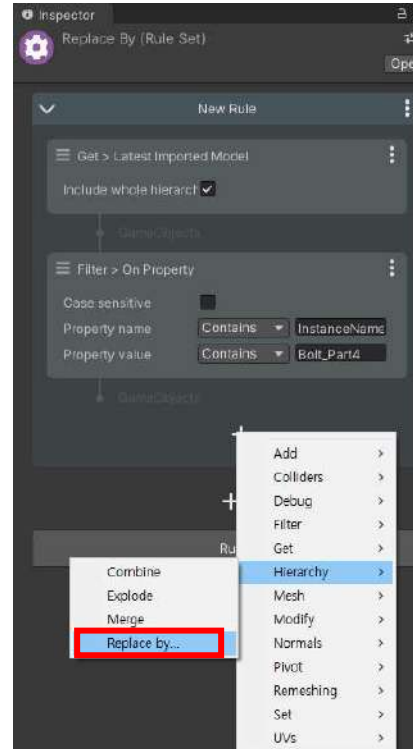 Inspector
Replace By (Rule Set)
Ope
New Rule
Get > Latest Imported Model
Include whole hierarch
GameObjects
Filter > On Property
Case sensitive
Property name Contains InstanceName
Property value Contains Bolt_Part4
GameObjects
Add
Colliders
Debug
Filter
Ru
Get
Combine
Hierarchy
Explode
Mesh
Merge
Modify
Replace by...
Normals
Pivot
Remeshing
Set
UVs